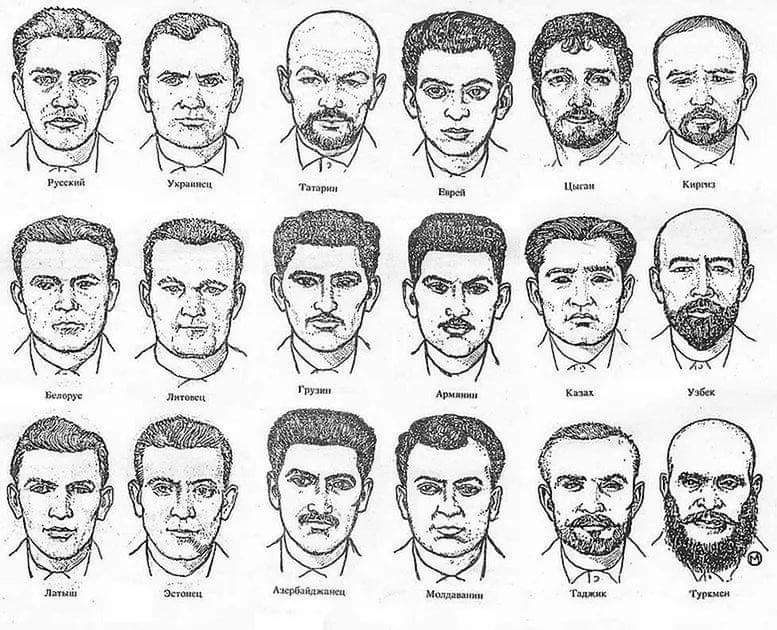 Русский
Украинец
Татарин
Еврей
Цыган
Киргиз
Белорус
Литовец
Грузин
Армянин
Казах
Узбек
Латыш
Эстонец
Азербайджанец
Молдаванин
Таджик
Туркмен
М